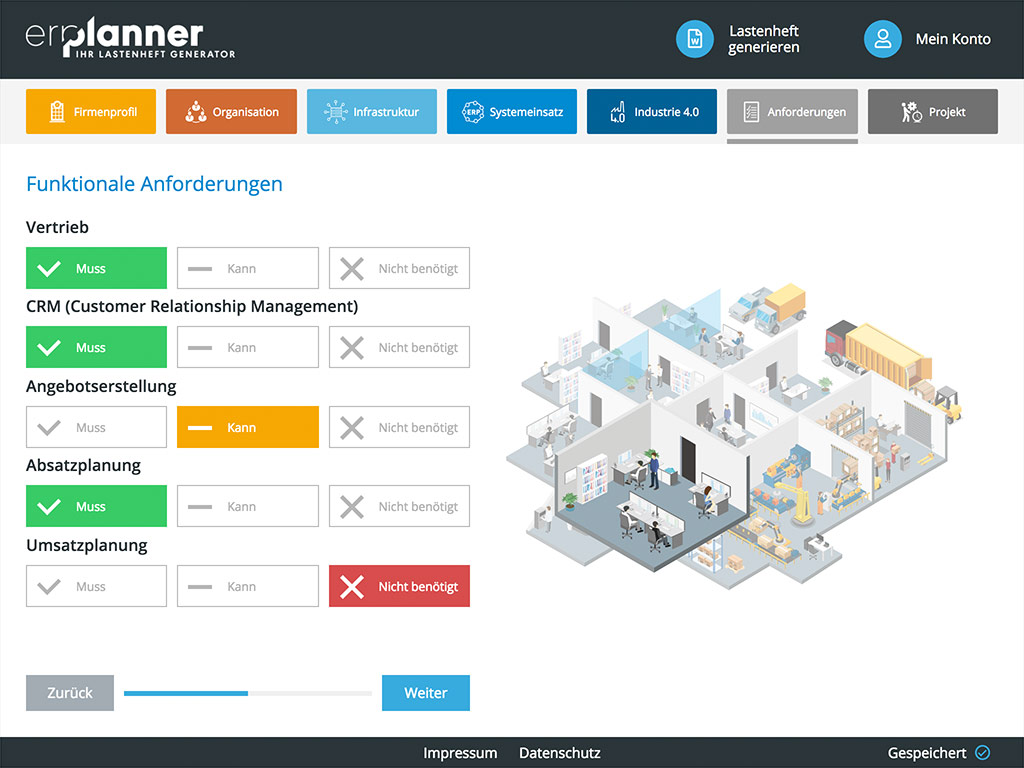 erplanner
IHR LASTENHEFT GENERATOR
W
Lastenheft
generieren
Mein Konto
Firmenprofil
Organisation
Infrastruktur
ERP
Systemeinsatz
4.0
Industrie 4.0
Anforderungen
Projekt
Funktionale Anforderungen
Vertrieb
Muss
Kann
Nicht benötigt
CRM (Customer Relationship Management)
Muss
Kann
Nicht benötigt
Angebotserstellung
Muss
Kann
Nicht benötigt
Absatzplanung
Muss
Kann
Nicht benötigt
Umsatzplanung
Muss
Kann
Nicht benötigt
Zurück
Weiter
Impressum
Datenschutz
Gespeichert